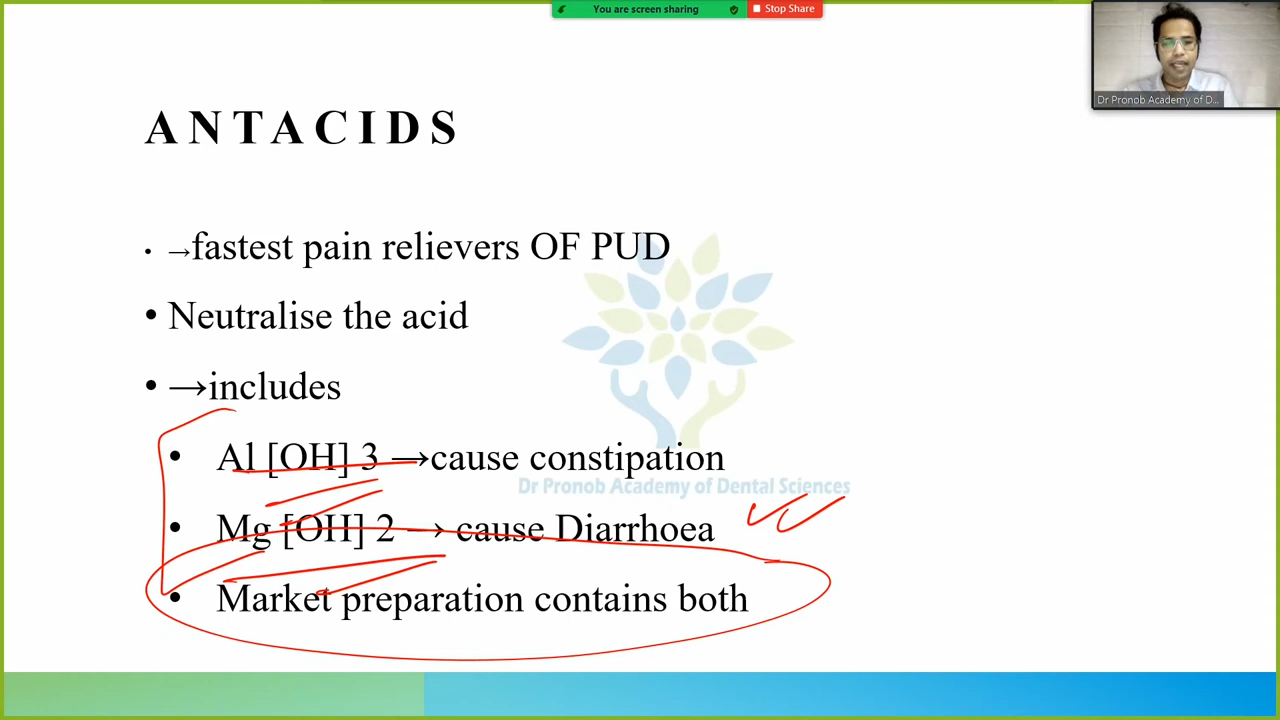 You are screen sharing
Stop Share
Dr Pronob Academy of D...
ANTACIDS
• →fastest pain relievers OF PUD
• Neutralise the acid
• →includes
• Al [OH] 3 →cause constipation
Dr Pronob Academy of Dental Sciences
• Mg [OH] 2 → cause Diarrhoea
• Market preparation contains both